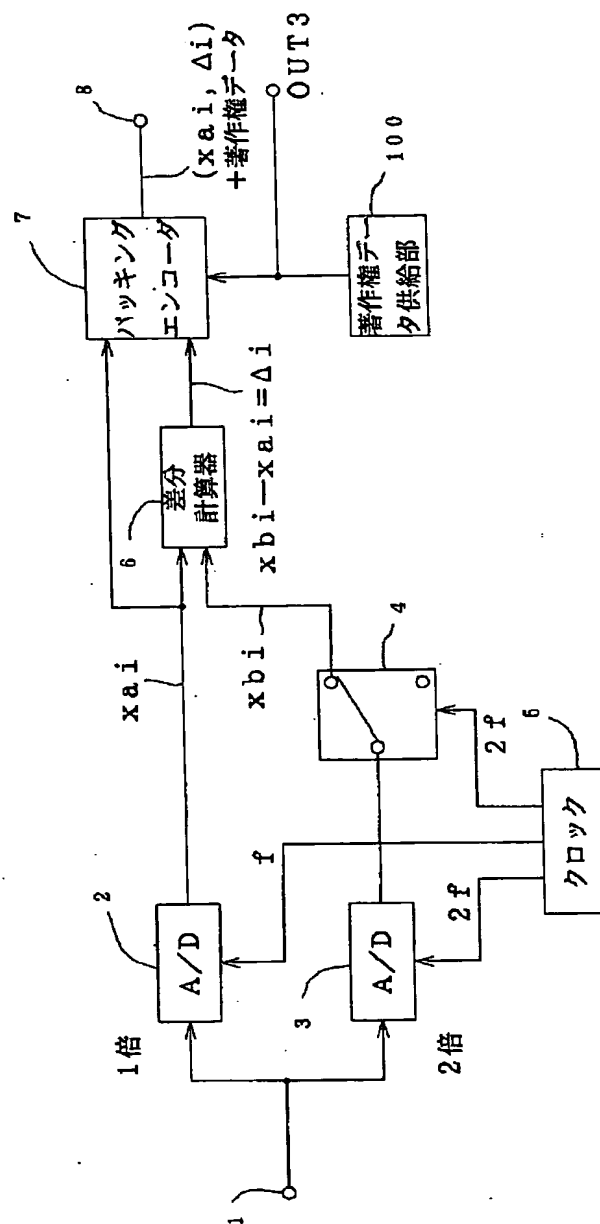 1
1倍
2倍
2
A/D
3
A/D
f
2f
2f
クロック
5
4
xai
xbi
6
差分
計算器
xbi−xai=Δi
7
パッキング
エンコーダ
8
(xai, Δi)
+著作権データ
OUT3
著作権デー
タ供給部
100